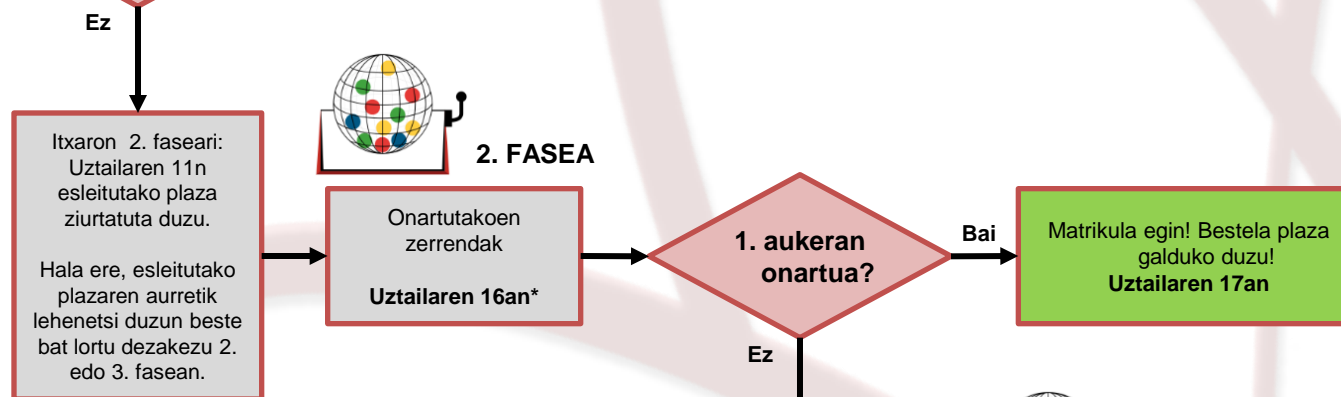 Ez
Itxaron 2. faseari:
Uztailaren 11n
esleitutako plaza
ziurtatuta duzu.
Hala ere, esleitutako
plazaren aurretik
lehenetsi duzun beste
bat lortu dezakezu 2.
edo 3. fasean.
2. FASEA
Onartutakoen
zerrendak
Uztailaren 16an*
1. aukeran
onartua?
Bai
Matrikula egin! Bestela plaza
galduko duzu!
Uztailaren 17an
Ez